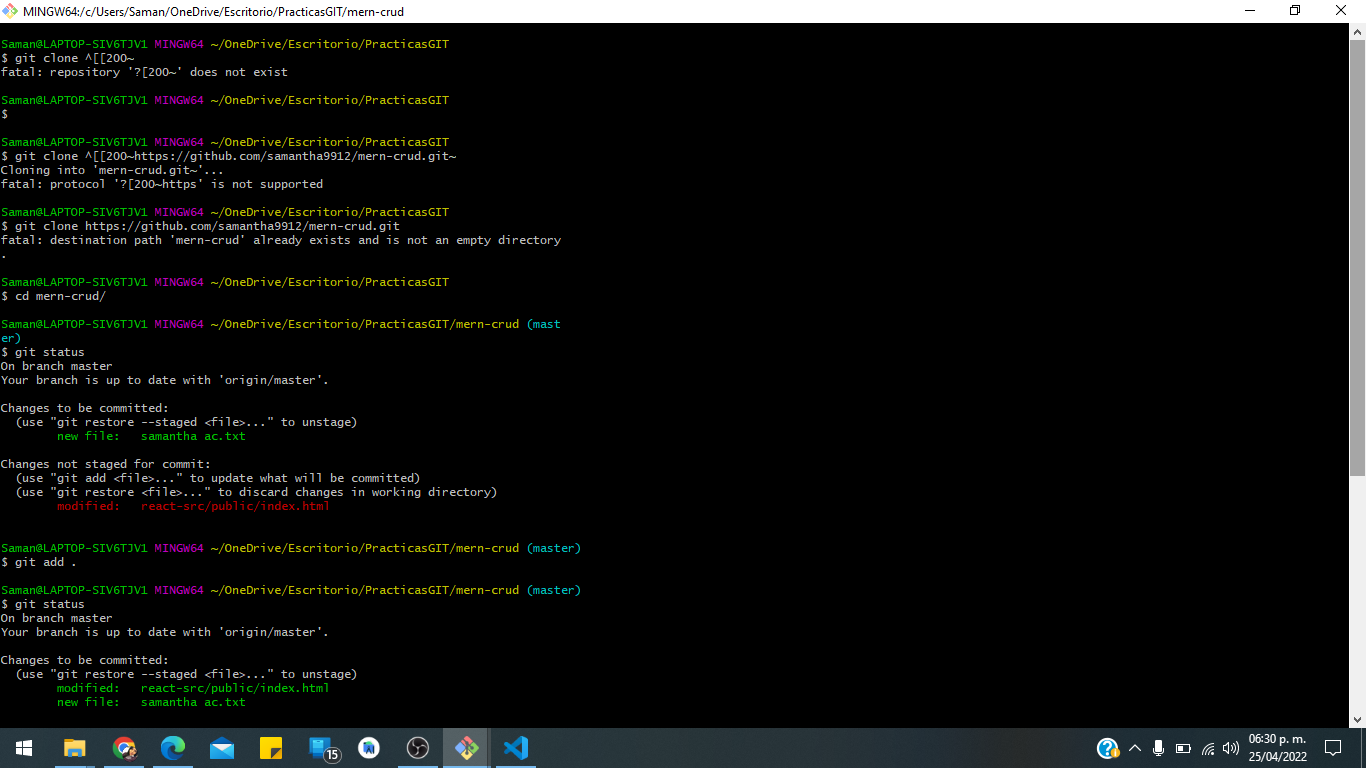 MINGW64:/c/Users/Saman/OneDrive/Escritorio/PracticasGIT/mern-crud
Saman@LAPTOP-SIV6TJV1 MINGW64 ~/OneDrive/Escritorio/PracticasGIT
$ git clone ^[[200~
fatal: repository '?[200~' does not exist
Saman@LAPTOP-SIV6TJV1 MINGW64 ~/OneDrive/Escritorio/PracticasGIT
$
Saman@LAPTOP-SIV6TJV1 MINGW64 ~/OneDrive/Escritorio/PracticasGIT
$ git clone ^[[200~https://github.com/samantha9912/mern-crud.git~
Cloning into 'mern-crud.git~'...
fatal: protocol '?[200~https' is not supported
Saman@LAPTOP-SIV6TJV1 MINGW64 ~/OneDrive/Escritorio/PracticasGIT
$ git clone https://github.com/samantha9912/mern-crud.git
fatal: destination path 'mern-crud' already exists and is not an empty directory
.
Saman@LAPTOP-SIV6TJV1 MINGW64 ~/OneDrive/Escritorio/PracticasGIT
$ cd mern-crud/
Saman@LAPTOP-SIV6TJV1 MINGW64 ~/OneDrive/Escritorio/PracticasGIT/mern-crud (mast
er)
$ git status
On branch master
Your branch is up to date with 'origin/master'.
Changes to be committed:
  (use "git restore --staged <file>..." to unstage)
        new file:   samantha ac.txt
Changes not staged for commit:
  (use "git add <file>..." to update what will be committed)
  (use "git restore <file>..." to discard changes in working directory)
        modified:   react-src/public/index.html
Saman@LAPTOP-SIV6TJV1 MINGW64 ~/OneDrive/Escritorio/PracticasGIT/mern-crud (master)
$ git add .
Saman@LAPTOP-SIV6TJV1 MINGW64 ~/OneDrive/Escritorio/PracticasGIT/mern-crud (master)
$ git status
On branch master
Your branch is up to date with 'origin/master'.
Changes to be committed:
  (use "git restore --staged <file>..." to unstage)
        modified:   react-src/public/index.html
        new file:   samantha ac.txt
15
06:30 p. m.
25/04/2022